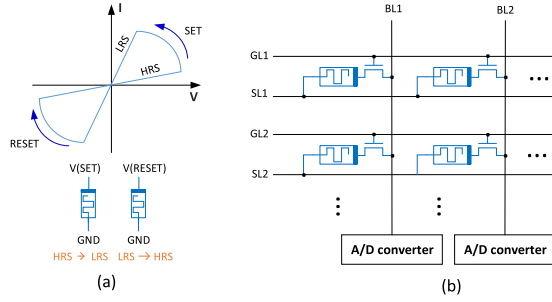 I
LRS
SET
HRS
V
RESET
V(SET) V(RESET)
GND GND
HRS → LRS LRS → HRS
(a)
BL1 BL2
GL1
SL1
GL2
SL2
A/D converter A/D converter
(b)